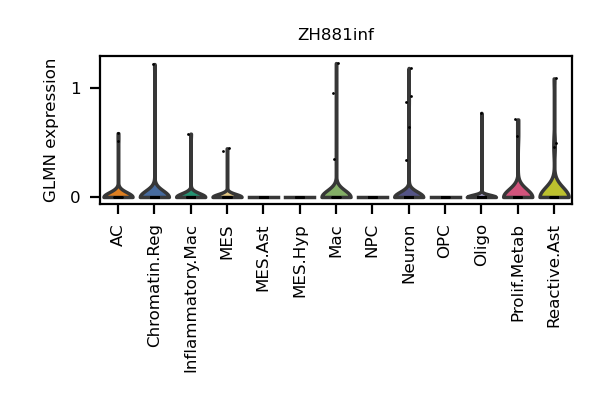 ZH881inf
GLMN expression
1
0
AC
Chromatin.Reg
Inflammatory.Mac
MES
MES.Ast
MES.Hyp
Mac
NPC
Neuron
OPC
Oligo
Prolif.Metab
Reactive.Ast